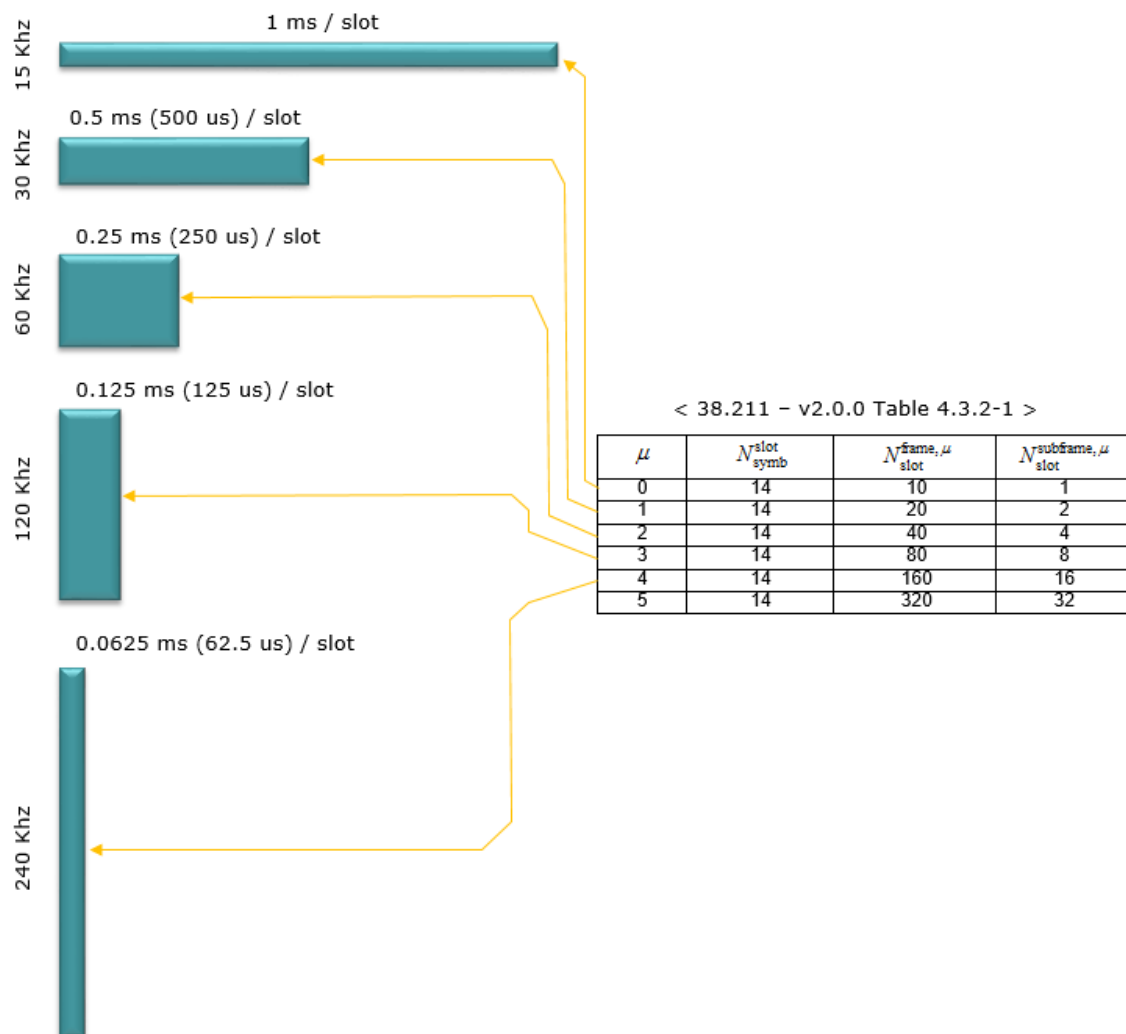 1 ms / slot
15 Khz
0.5 ms (500 us) / slot
30 Khz
0.25 ms (250 us) / slot
60 Khz
0.125 ms (125 us) / slot
120 Khz
0.0625 ms (62.5 us) / slot
240 Khz
< 38.211 – v2.0.0 Table 4.3.2-1 >
μ N_symb^slot N_slot^frame,μ N_slot^subframe,μ
0 14 10 1
1 14 20 2
2 14 40 4
3 14 80 8
4 14 160 16
5 14 320 32